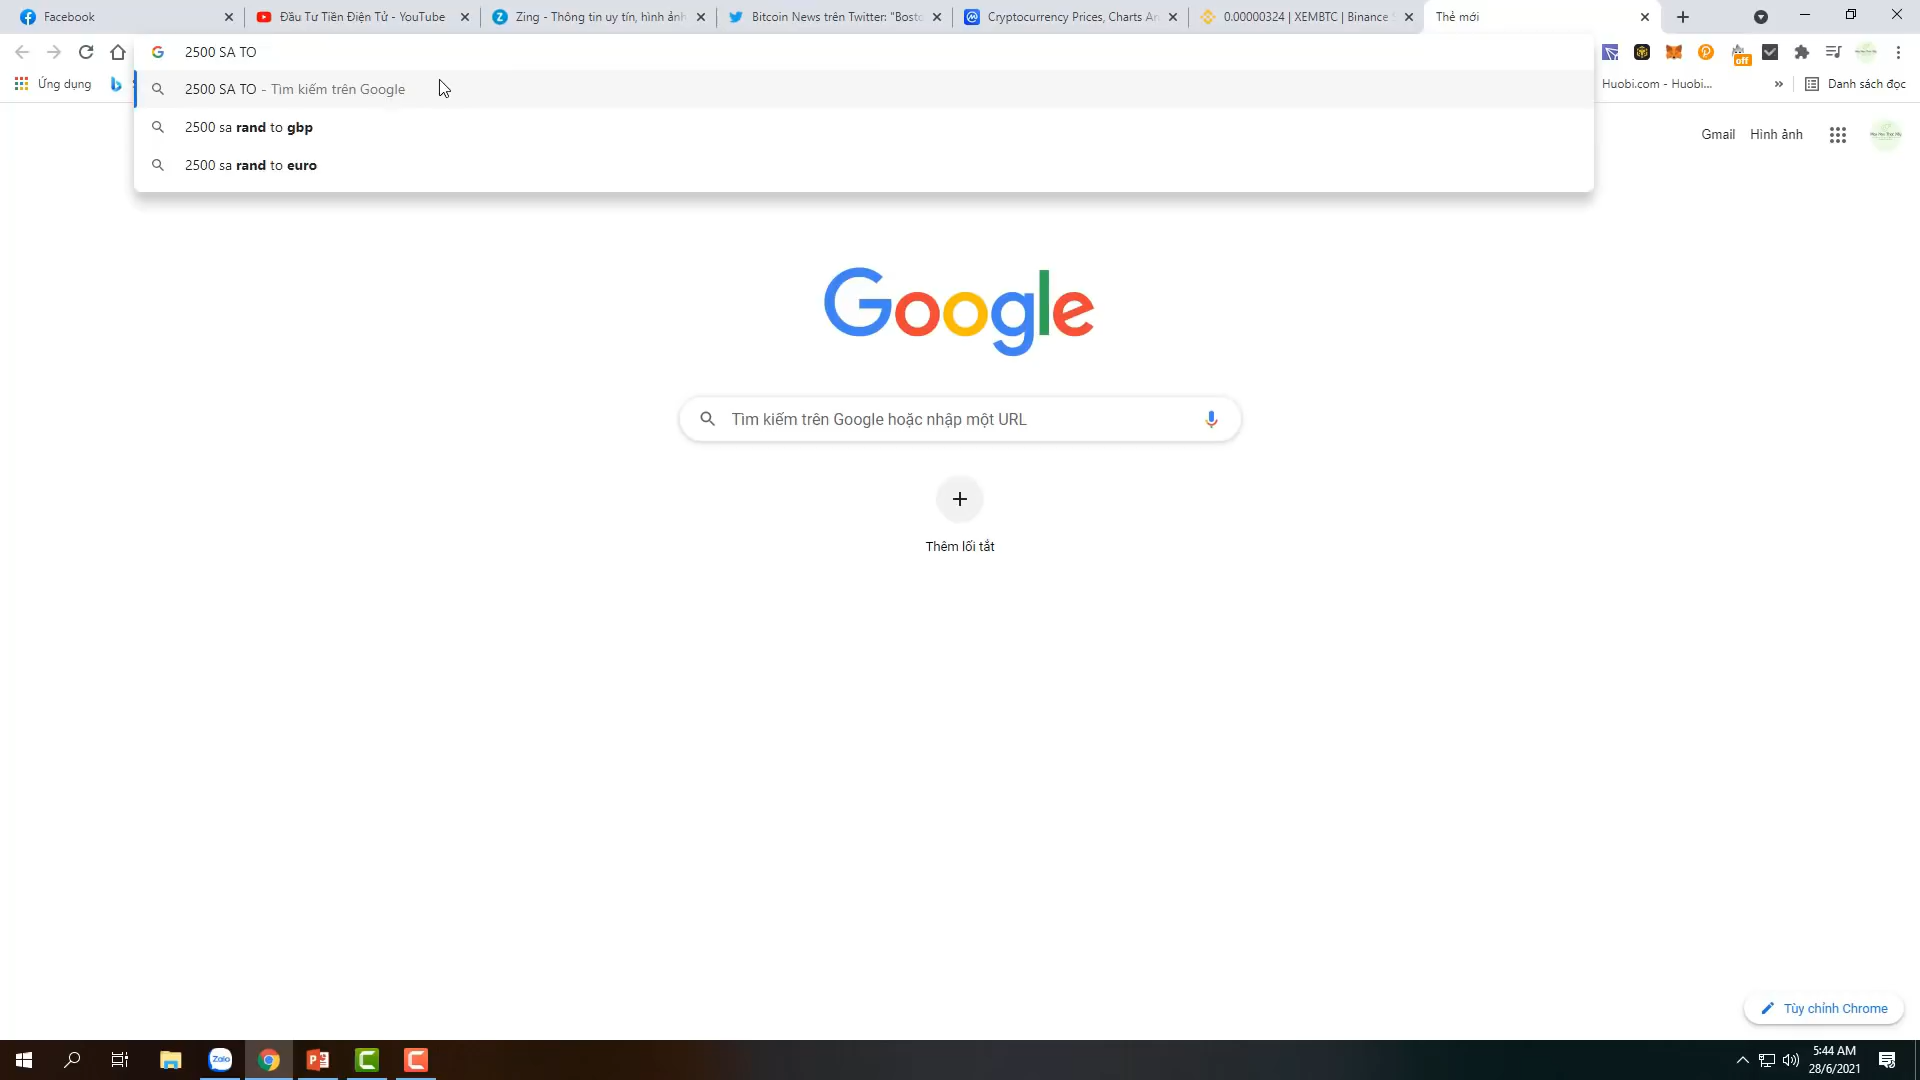 Facebook
Đầu Tư Tiền Điện Tử - YouTube
Zing - Thông tin uy tín, hình ảnh
Bitcoin News trên Twitter: "Bosto
Cryptocurrency Prices, Charts An
0.00000324 | XEMBTC | Binance S
Thẻ mới
2500 SA TO
off
Ứng dụng
Huobi.com - Huobi...
»
Danh sách đọc
2500 SA TO - Tìm kiếm trên Google
2500 sa rand to gbp
2500 sa rand to euro
Gmail
Hình ảnh
Google
Tìm kiếm trên Google hoặc nhập một URL
Thêm lối tắt
Tùy chỉnh Chrome
Zalo
5:44 AM
28/6/2021